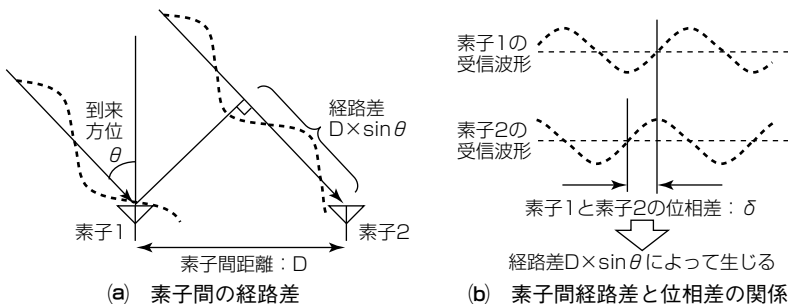 到来
方位
θ
経路差
D×sinθ
素子1
素子2
素子間距離：D
(a) 素子間の経路差
素子1の
受信波形
素子2の
受信波形
素子1と素子2の位相差：δ
経路差D×sinθによって生じる
(b) 素子間経路差と位相差の関係